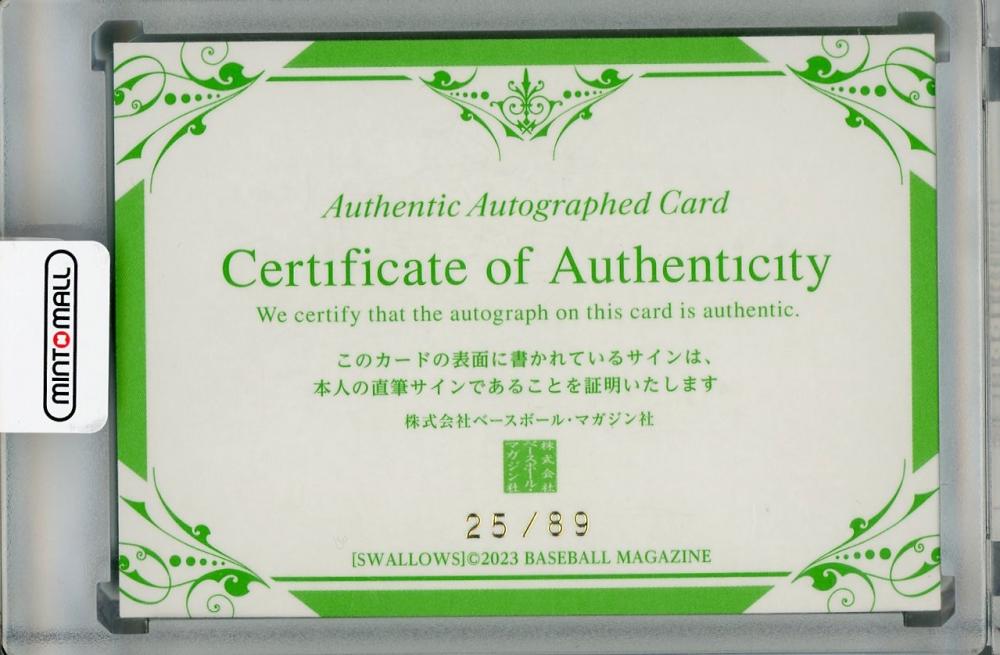 Authentic Autographed Card
Certificate of Authenticity
We certify that the autograph on this card is authentic.
このカードの表面に書かれているサインは、
本人の直筆サインであることを証明いたします
株式会社ベースボール・マガジン社
株式会社
ベースボール・
マガジン社
25/89
[SWALLOWS]©2023 BASEBALL MAGAZINE
MINTOMALL